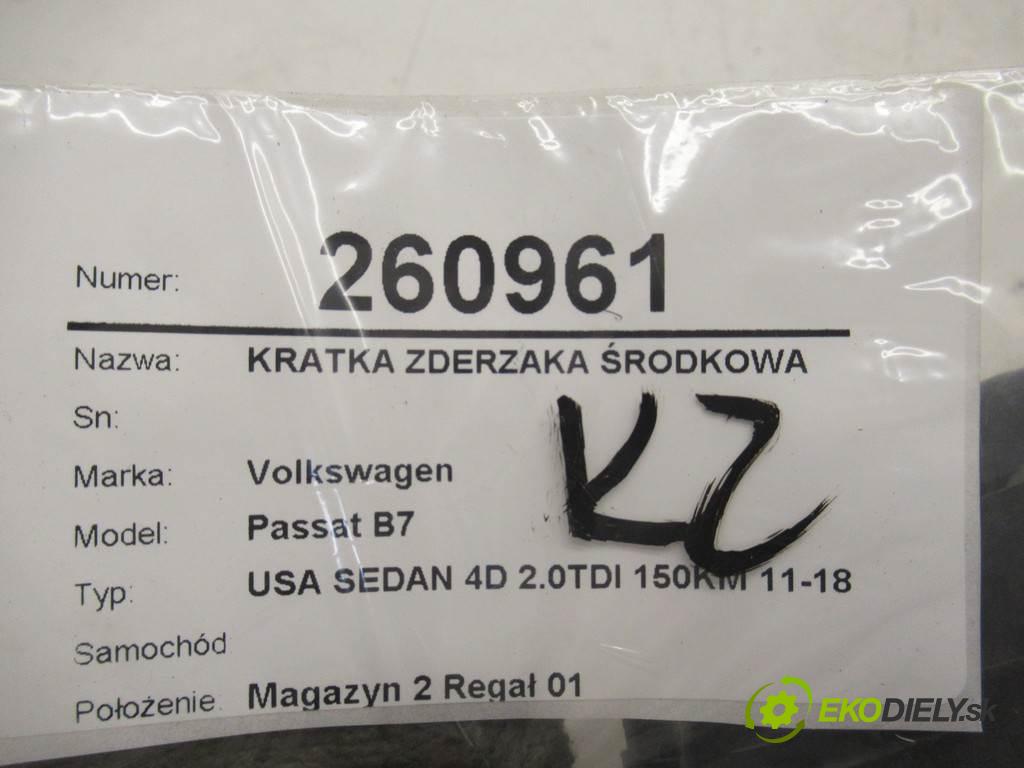 Numer: 260961
Nazwa: KRATKA ZDERZAKA ŚRODKOWA
Sn:
KZ
Marka: Volkswagen
Model: Passat B7
Typ: USA SEDAN 4D 2.0TDI 150KM 11-18
Samochód
Położenie: Magazyn 2 Regał 01
EKODIELY.sk